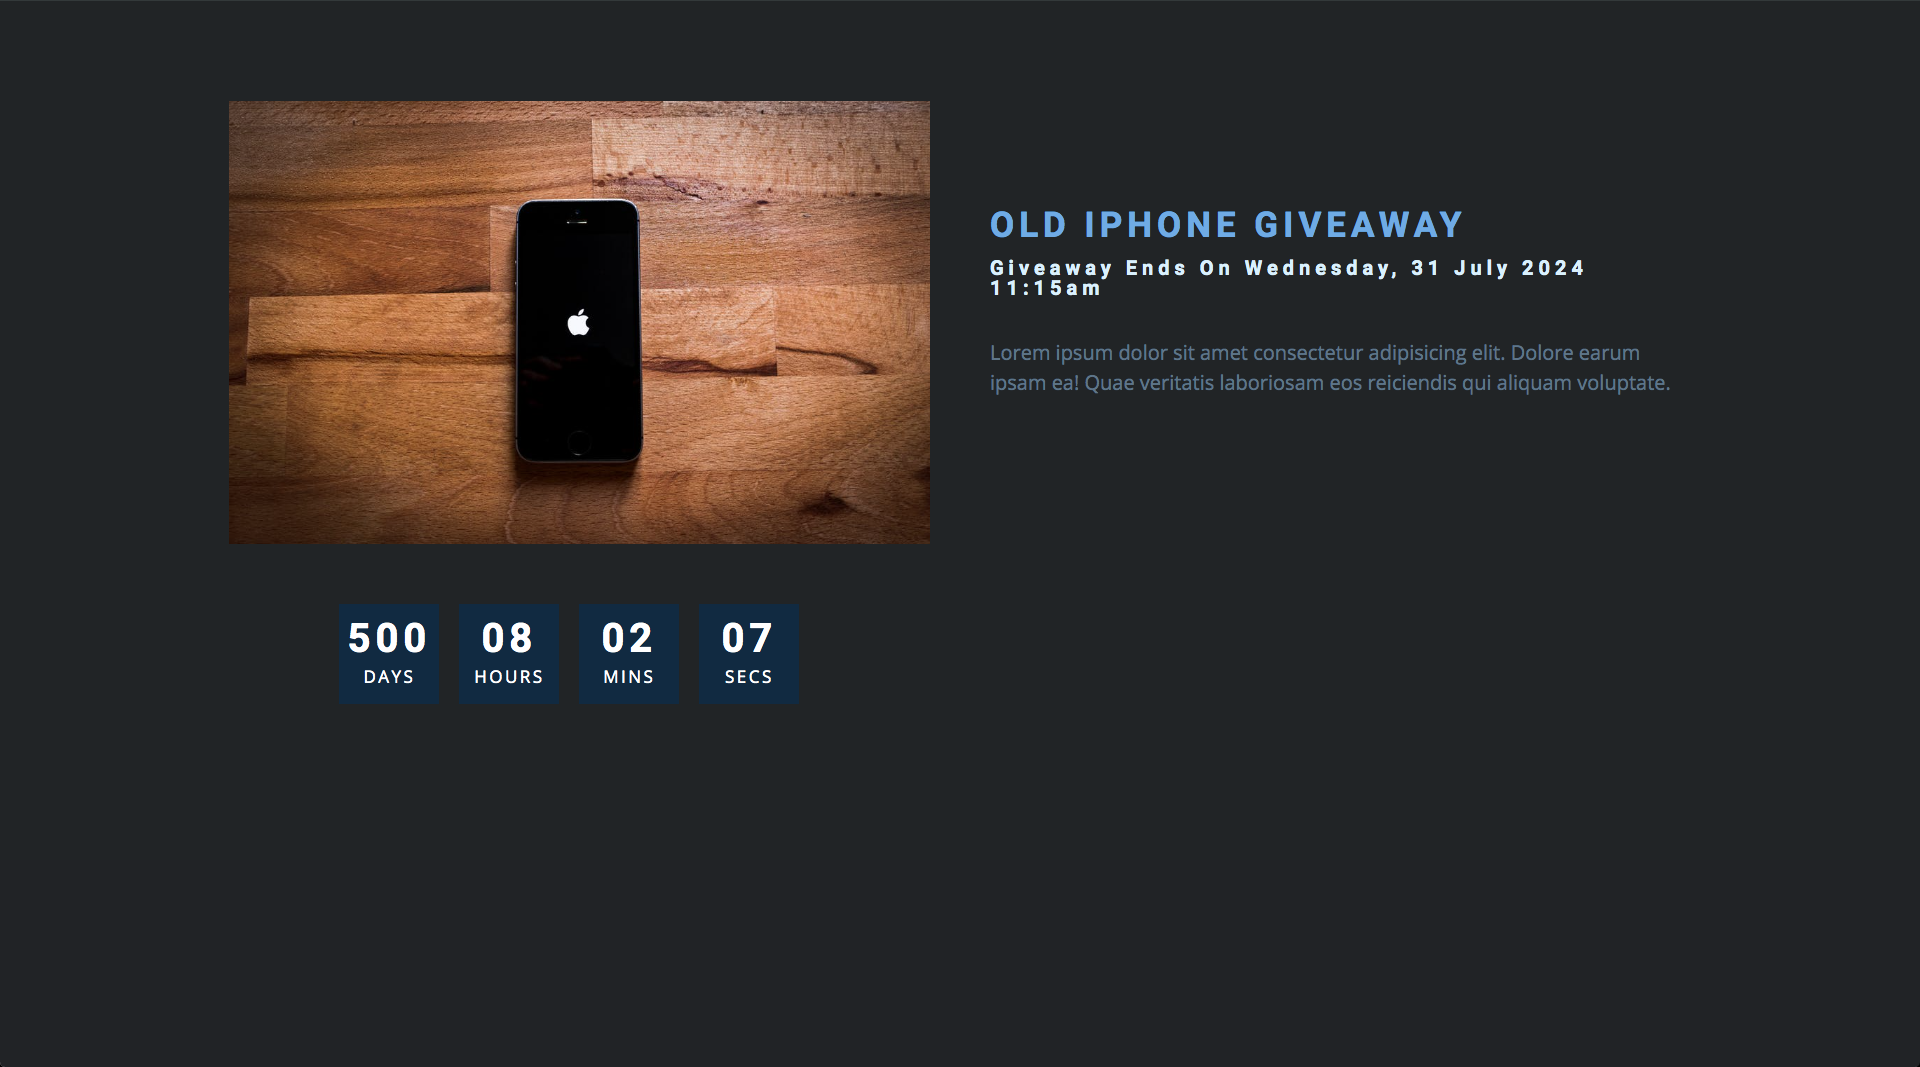 OLD IPHONE GIVEAWAY
Giveaway Ends On Wednesday, 31 July 2024
11:15am
Lorem ipsum dolor sit amet consectetur adipisicing elit. Dolore earum
ipsam ea! Quae veritatis laboriosam eos reiciendis qui aliquam voluptate.
500 08 02 07
DAYS HOURS MINS SECS